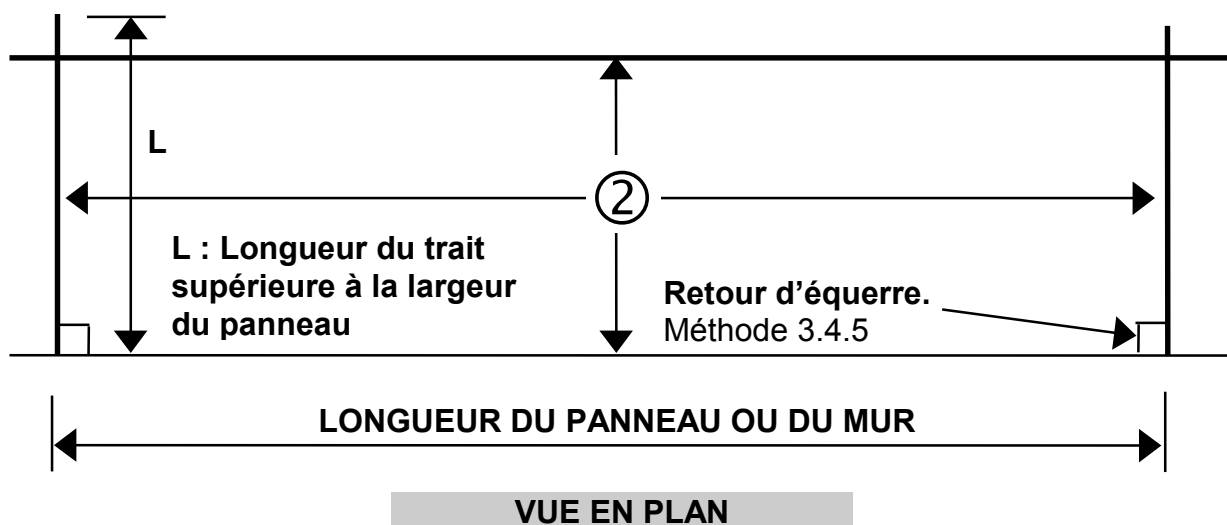 L
②
L : Longueur du trait
supérieure à la largeur
du panneau
Retour d’équerre.
Méthode 3.4.5
LONGUEUR DU PANNEAU OU DU MUR
VUE EN PLAN